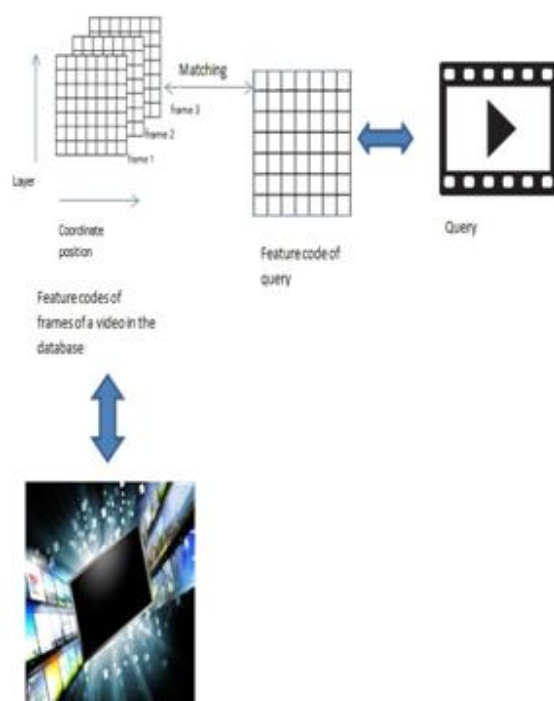 Matching
frame 3
frame 2
frame 1
Layer
Coordinate
position
Feature code of
query
Query
Feature codes of
frames of a video in the
database